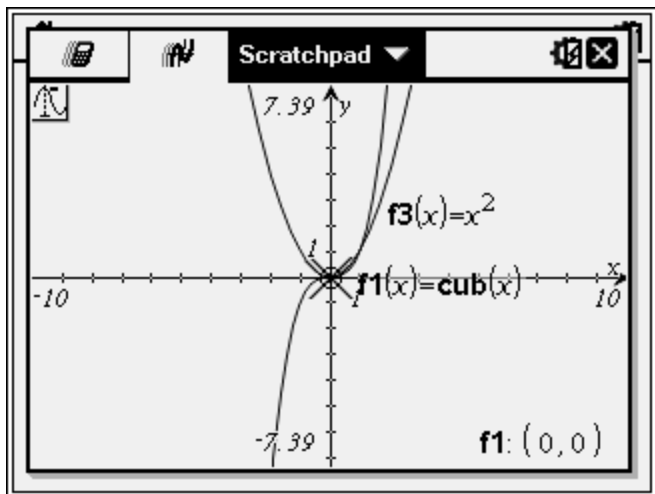 Scratchpad
7.39 y
f3(x)=x²
1
f1(x)=cub(x)
x
-10
1
10
-7.39
f1: (0,0)